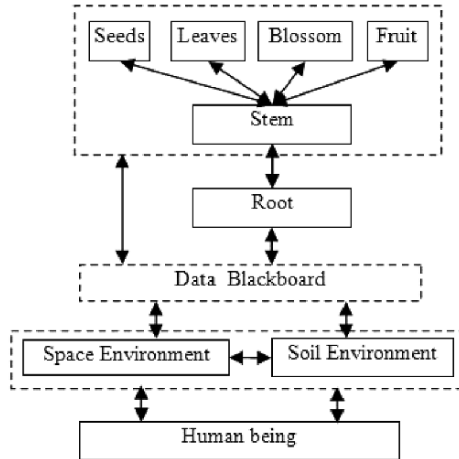 Seeds
Leaves
Blossom
Fruit
Stem
Root
Data Blackboard
Space Environment
Soil Environment
Human being